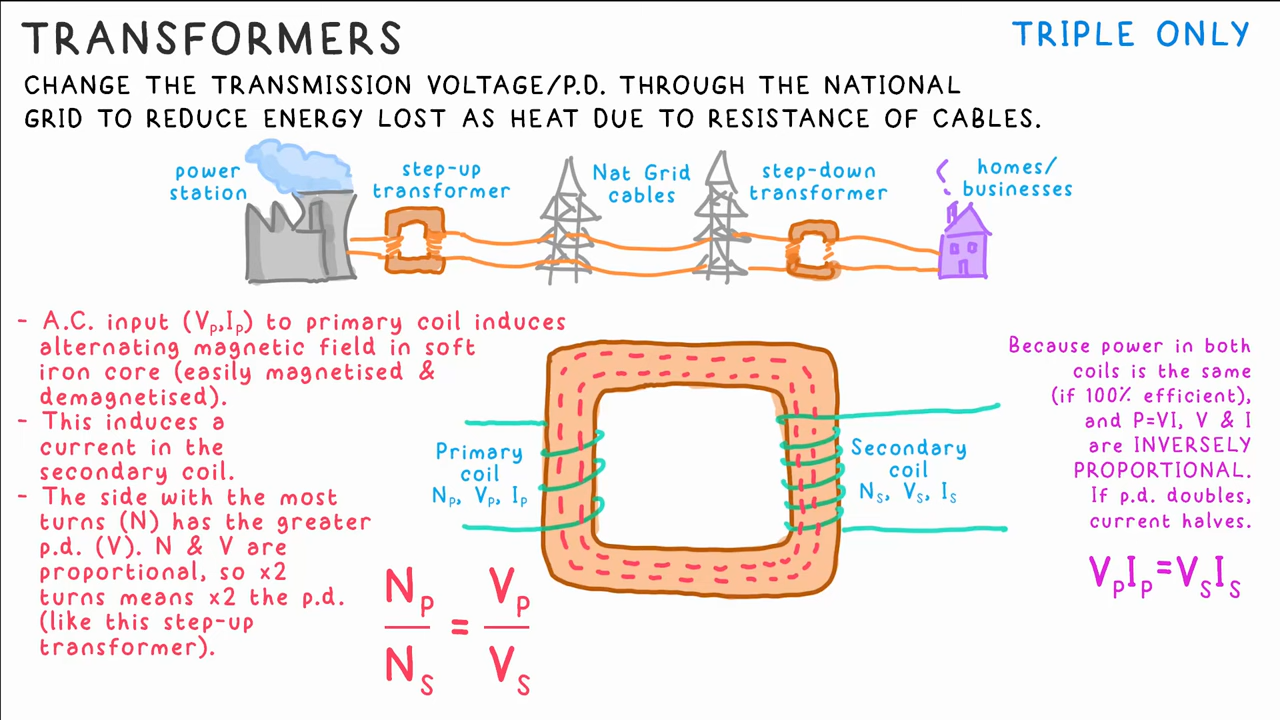 TRANSFORMERS
TRIPLE ONLY
CHANGE THE TRANSMISSION VOLTAGE/P.D. THROUGH THE NATIONAL
GRID TO REDUCE ENERGY LOST AS HEAT DUE TO RESISTANCE OF CABLES.
power
station
step-up
transformer
Nat Grid
cables
step-down
transformer
homes/
businesses
- A.C. input (Vp,Ip) to primary coil induces
alternating magnetic field in soft
iron core (easily magnetised &
demagnetised).
- This induces a
current in the
secondary coil.
- The side with the most
turns (N) has the greater
p.d. (V). N & V are
proportional, so x2
turns means x2 the p.d.
(like this step-up
transformer).
Np/Ns = Vp/Vs
Primary
coil
Np, Vp, Ip
Secondary
coil
Ns, Vs, Is
Because power in both
coils is the same
(if 100% efficient),
and P=VI, V & I
are INVERSELY
PROPORTIONAL.
If p.d. doubles,
current halves.
VpIp=VsIs